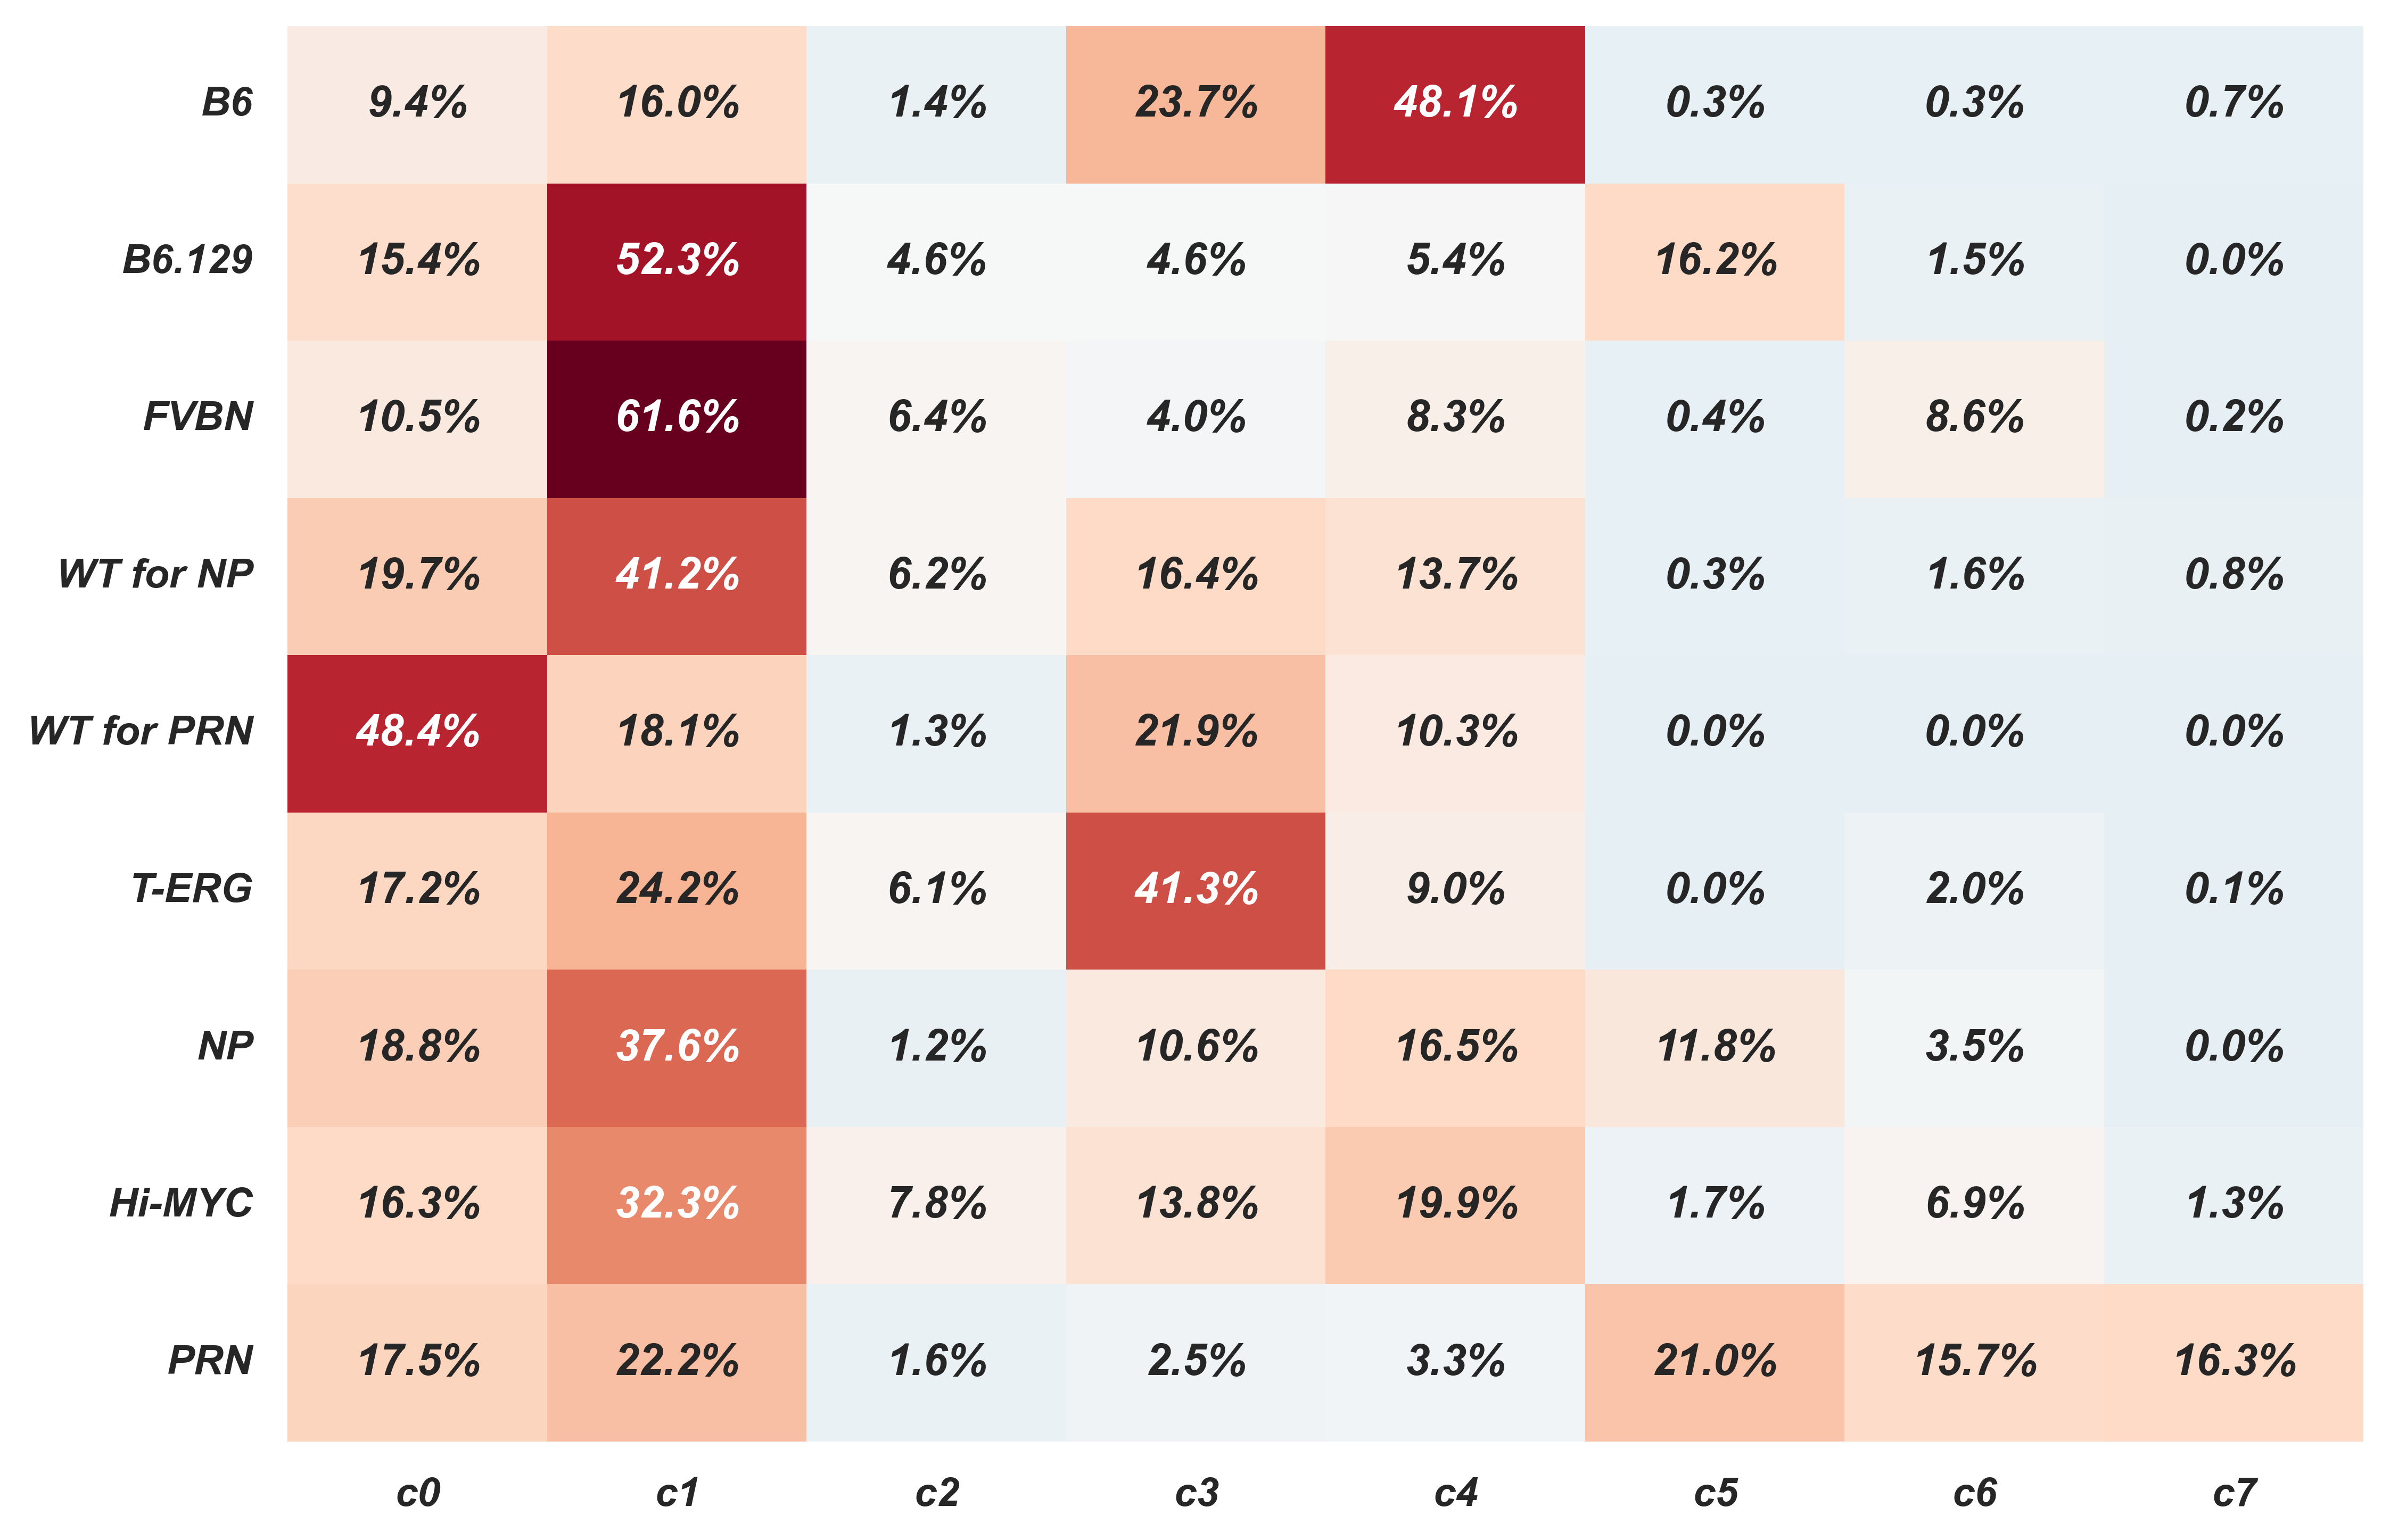 B6 9.4% 16.0% 1.4% 23.7% 48.1% 0.3% 0.3% 0.7%
B6.129 15.4% 52.3% 4.6% 4.6% 5.4% 16.2% 1.5% 0.0%
FVBN 10.5% 61.6% 6.4% 4.0% 8.3% 0.4% 8.6% 0.2%
WT for NP 19.7% 41.2% 6.2% 16.4% 13.7% 0.3% 1.6% 0.8%
WT for PRN 48.4% 18.1% 1.3% 21.9% 10.3% 0.0% 0.0% 0.0%
T-ERG 17.2% 24.2% 6.1% 41.3% 9.0% 0.0% 2.0% 0.1%
NP 18.8% 37.6% 1.2% 10.6% 16.5% 11.8% 3.5% 0.0%
Hi-MYC 16.3% 32.3% 7.8% 13.8% 19.9% 1.7% 6.9% 1.3%
PRN 17.5% 22.2% 1.6% 2.5% 3.3% 21.0% 15.7% 16.3%
c0 c1 c2 c3 c4 c5 c6 c7